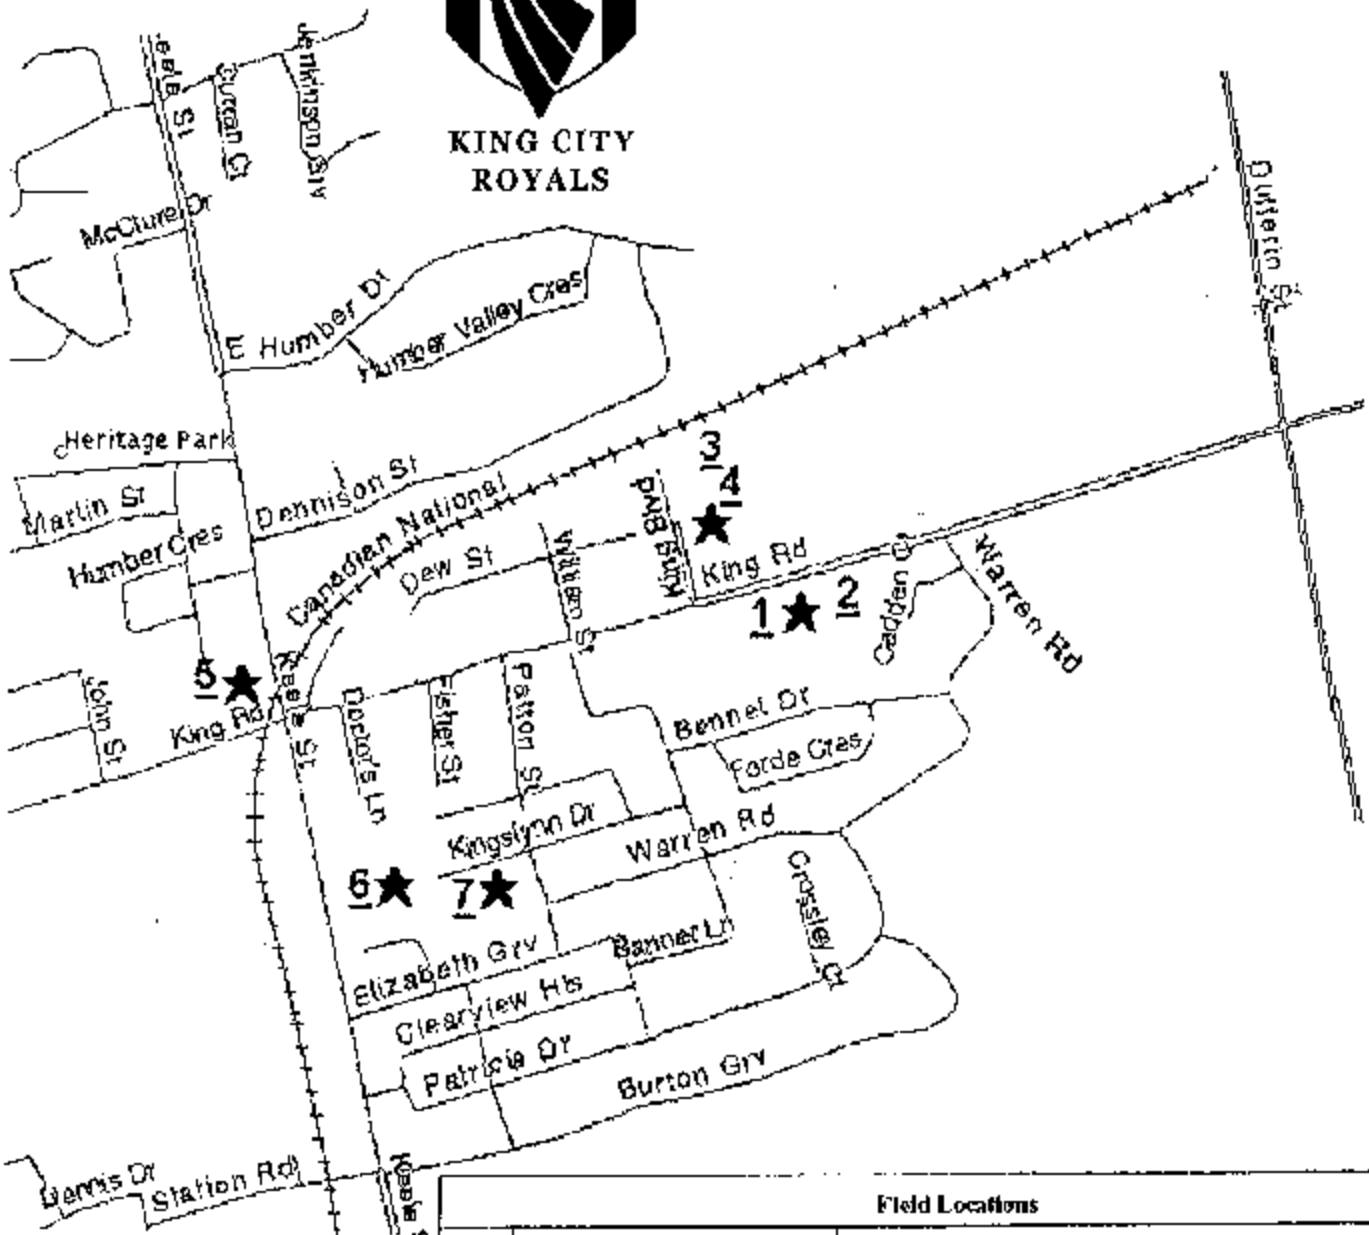 KING CITY
ROYALS
Keele St
Jenkinson Grv
McClure Dr
Dufferin St
E Humber Dr
Humber Valley Cres
Heritage Park
3
4
Martin St
Dennison St
Canadian National
Humber Cres
Dew St
William St
King Rd
Warren Rd
1
2
5
Keele St
John St
King Rd
Doctor's Ln
Fisher St
Patton St
Bennet Dr
Forde Cres
Kingslynn Dr
Warren Rd
Crossley Ct
6
7
Elizabeth Grv
Banner Ln
Clearview Hts
Patricia Dr
Burton Grv
Dennis Dr
Station Rd
Keele S
Field Locations